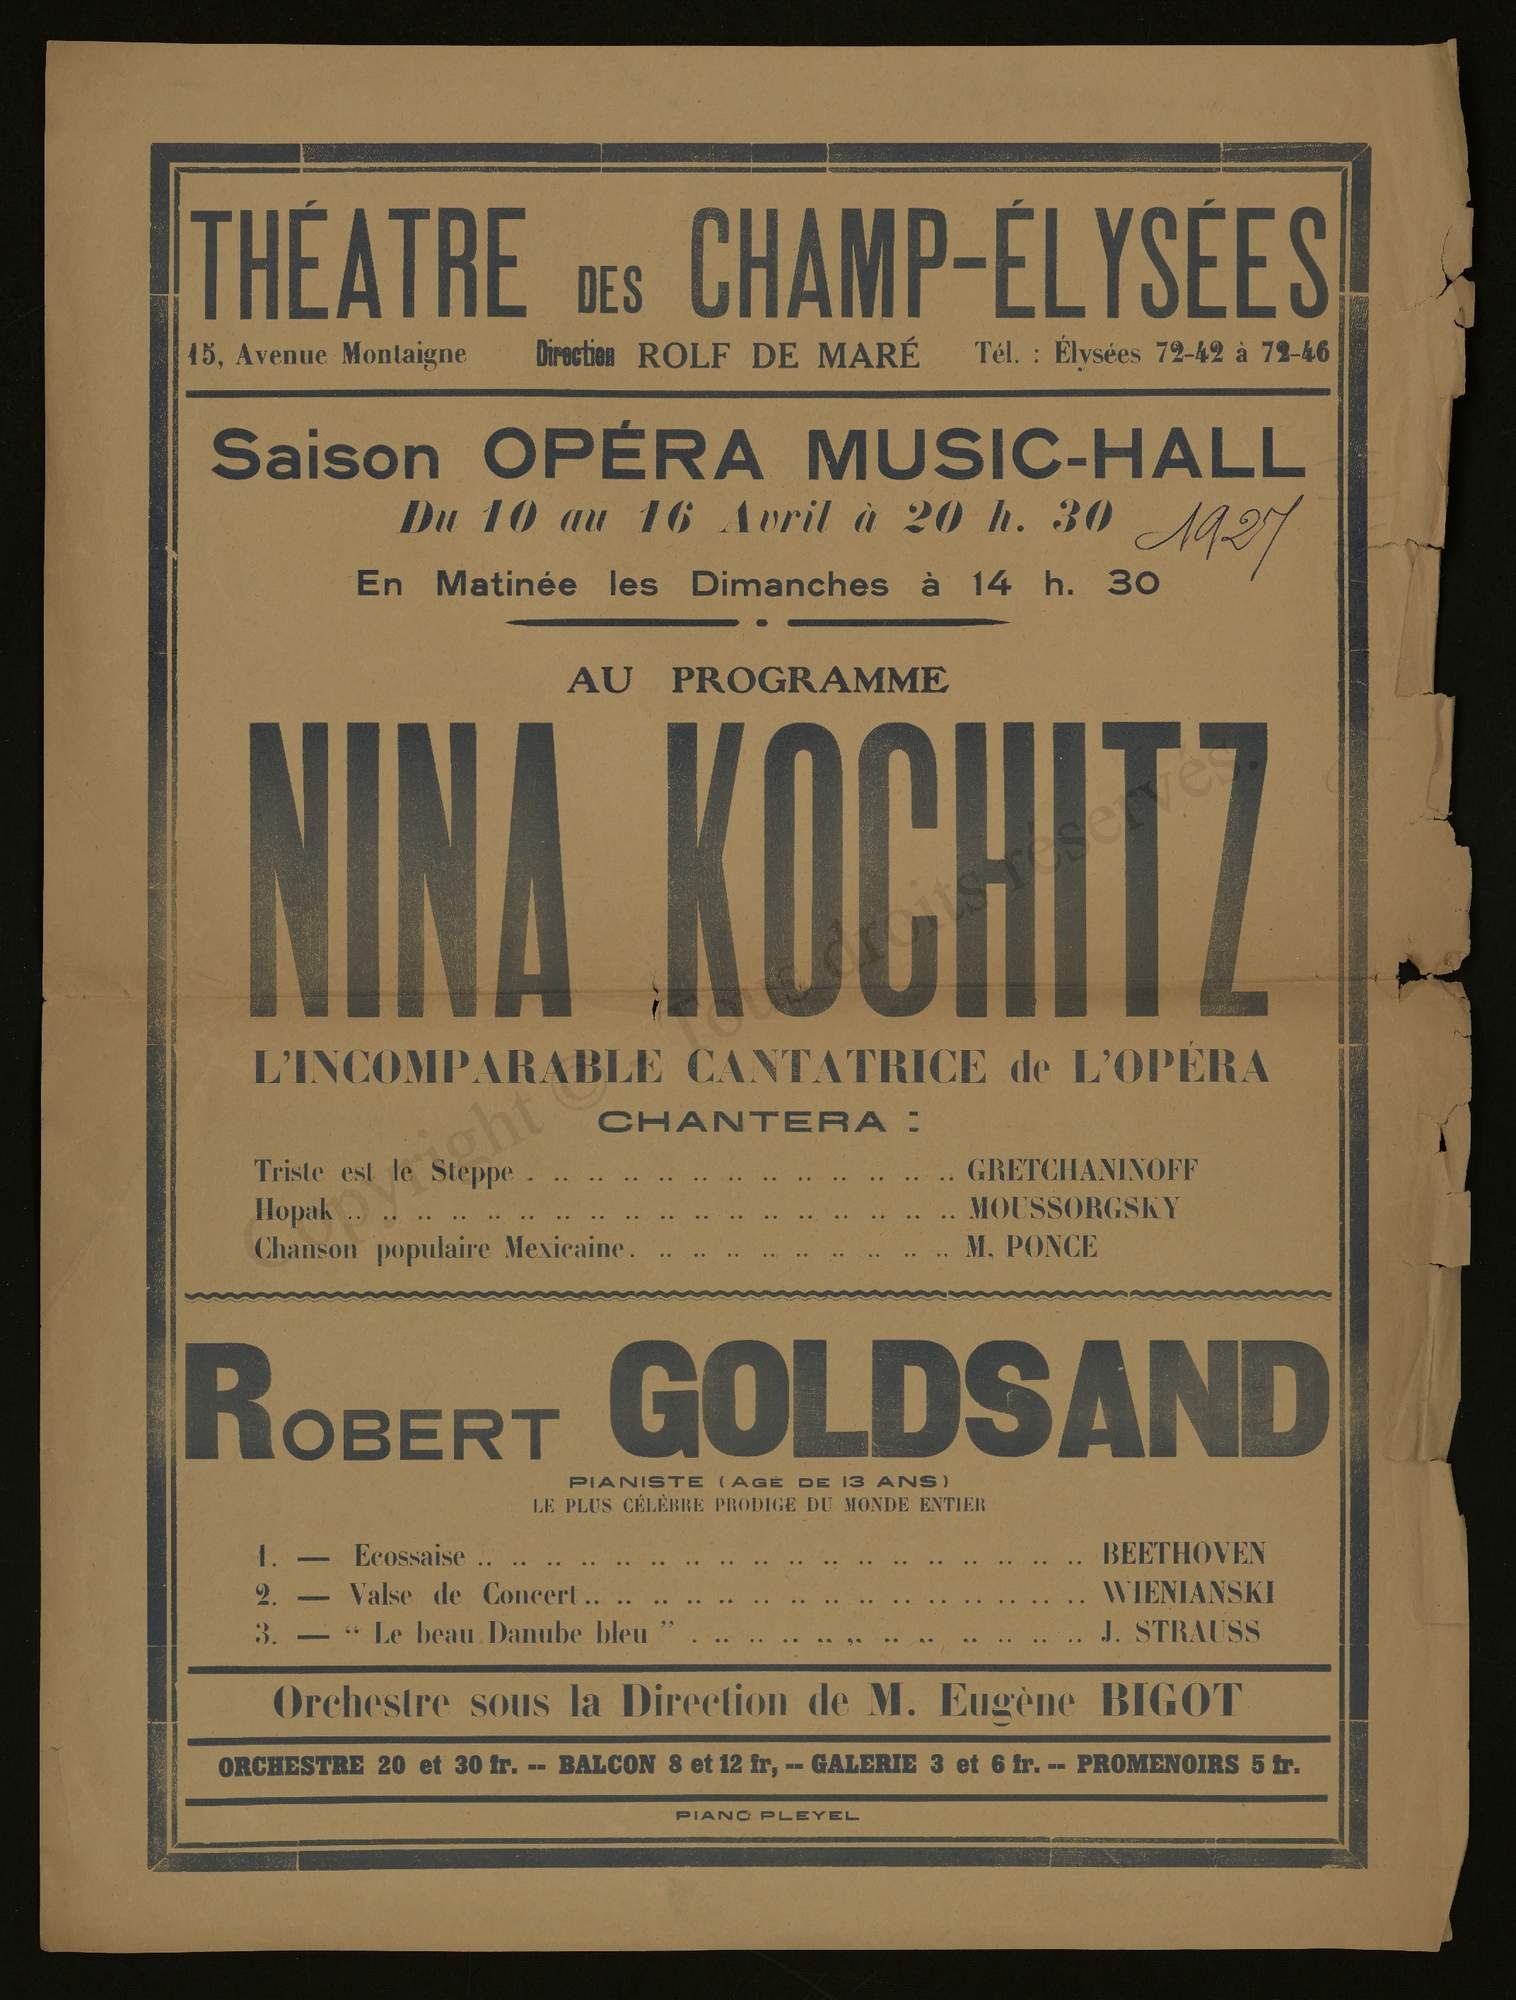 THÉATRE DES CHAMP-ÉLYSÉES
15, Avenue Montaigne Direction ROLF DE MARÉ Tél. : Élysées 72-42 à 72-46
Saison OPÉRA MUSIC-HALL
Du 10 au 16 Avril à 20 h. 30 1927
En Matinée les Dimanches à 14 h. 30
AU PROGRAMME
NINA KOCHITZ
L'INCOMPARABLE CANTATRICE de L'OPÉRA
CHANTERA :
Triste est le Steppe . .. .. .. .. .. .. .. .. .. .. .. .. GRETCHANINOFF
Hopak .. .. .. .. .. .. .. .. .. .. .. .. .. .. .. .. .. .. MOUSSORGSKY
Chanson populaire Mexicaine. . .. .. .. .. .. .. .. .. .. M. PONCE
ROBERT GOLDSAND
PIANISTE (AGÉ DE 13 ANS)
LE PLUS CÉLÈBRE PRODIGE DU MONDE ENTIER
1. — Ecossaise .. .. .. .. .. .. .. .. .. .. .. .. .. .. .. .. .. .. BEETHOVEN
2. — Valse de Concert .. .. .. .. .. .. .. .. .. .. .. .. .. .. .. WIENIANSKI
3. — “ Le beau Danube bleu ” . .. .. .. .. .. .. .. .. .. .. .. J. STRAUSS
Orchestre sous la Direction de M. Eugène BIGOT
ORCHESTRE 20 et 30 fr. -- BALCON 8 et 12 fr, -- GALERIE 3 et 6 fr. -- PROMENOIRS 5 fr.
PIANO PLEYEL
Copyright © - Tous droits réservés.